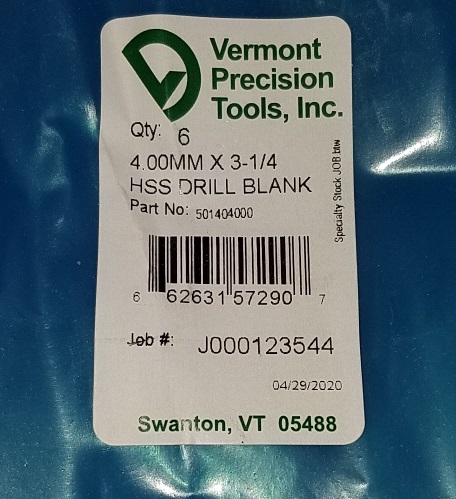 Vermont
Precision
Tools, Inc.
Qty: 6
4.00MM X 3-1/4
HSS DRILL BLANK
Part No: 501404000
Specialty Stock JOB btw
6 62631 57290 7
Job #: J000123544
04/29/2020
Swanton, VT 05488